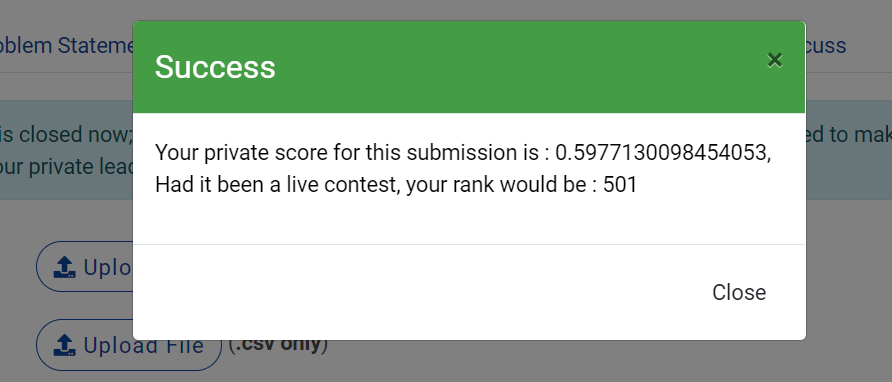 oblem Stateme
cuss
Success
×
is closed now;
ed to mak
our private lead
Your private score for this submission is : 0.5977130098454053,
Had it been a live contest, your rank would be : 501
Uplo
Close
Upload File (.csv only)